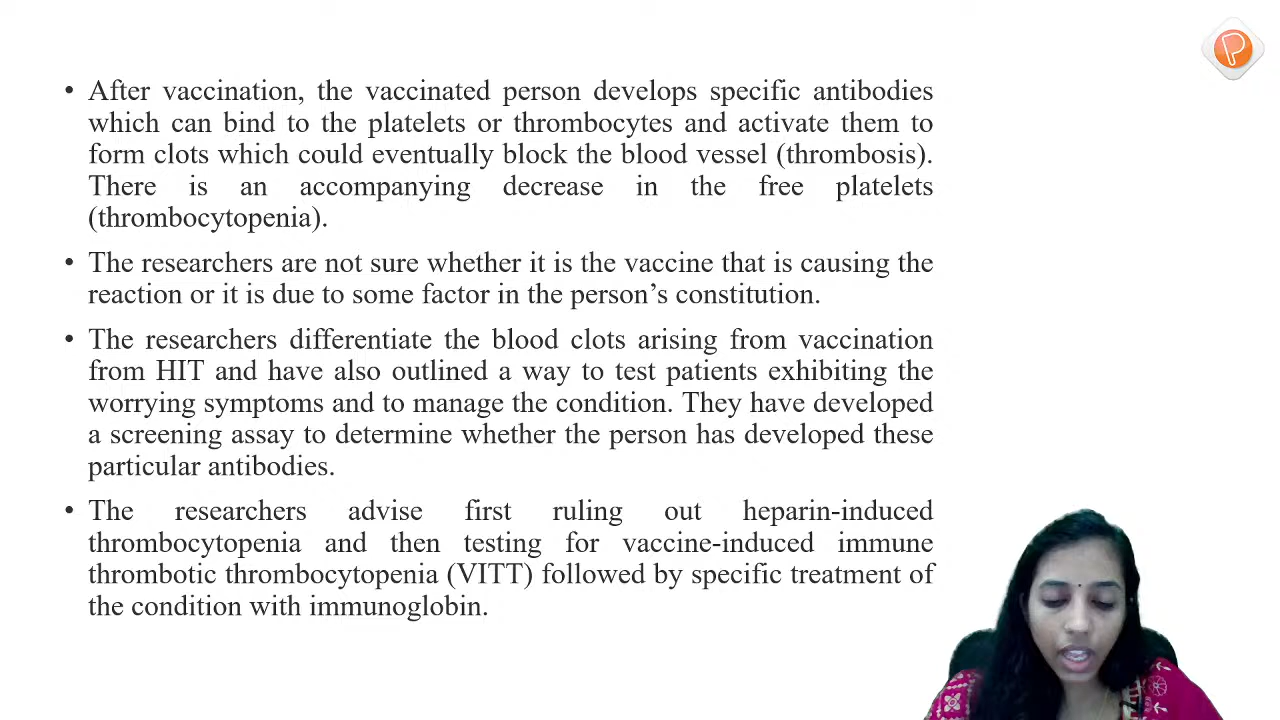 • After vaccination, the vaccinated person develops specific antibodies
which can bind to the platelets or thrombocytes and activate them to
form clots which could eventually block the blood vessel (thrombosis).
There is an accompanying decrease in the free platelets
(thrombocytopenia).
• The researchers are not sure whether it is the vaccine that is causing the
reaction or it is due to some factor in the person’s constitution.
• The researchers differentiate the blood clots arising from vaccination
from HIT and have also outlined a way to test patients exhibiting the
worrying symptoms and to manage the condition. They have developed
a screening assay to determine whether the person has developed these
particular antibodies.
• The researchers advise first ruling out heparin-induced
thrombocytopenia and then testing for vaccine-induced immune
thrombotic thrombocytopenia (VITT) followed by specific treatment of
the condition with immunoglobin.
P